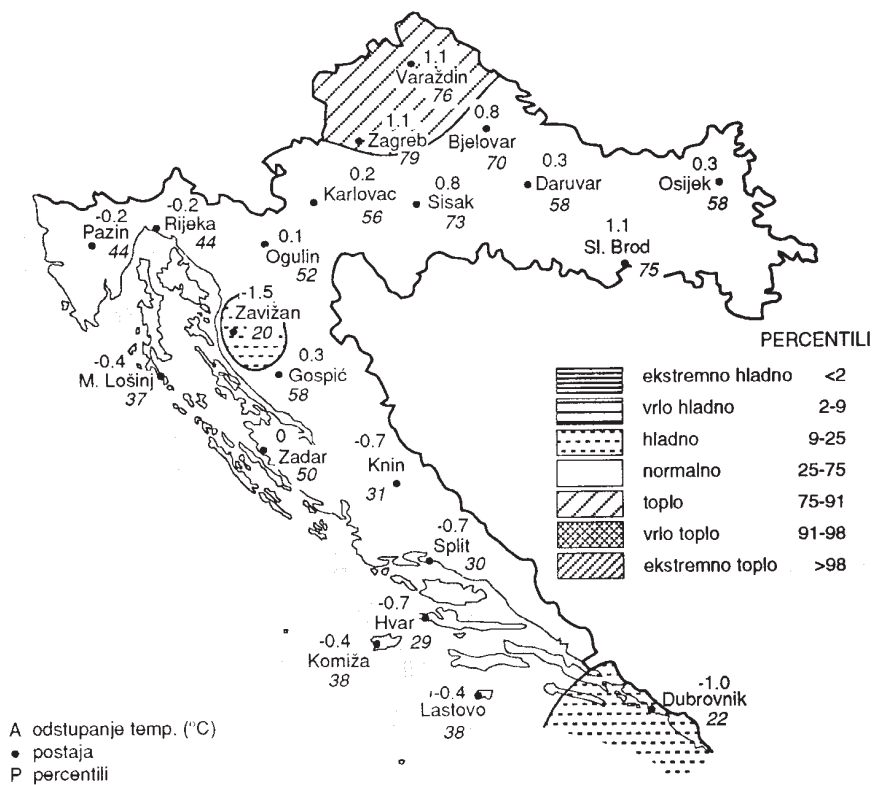 1.1
Varaždin
76
1.1
Zagreb
79
0.8
Bjelovar
70
0.2
Karlovac
56
0.8
Sisak
73
0.3
Daruvar
58
0.3
Osijek
58
1.1
Sl. Brod
75
-0.2
Pazin
44
-0.2
Rijeka
44
0.1
Ogulin
52
-1.5
Zavižan
20
0.3
Gospić
58
-0.4
M. Lošinj
37
0
Zadar
50
-0.7
Knin
31
-0.7
Split
30
-0.7
Hvar
29
-0.4
Komiža
38
-0.4
Lastovo
38
-1.0
Dubrovnik
22
PERCENTILI
ekstremno hladno <2
vrlo hladno 2-9
hladno 9-25
normalno 25-75
toplo 75-91
vrlo toplo 91-98
ekstremno toplo >98
A odstupanje temp. (°C)
• postaja
P percentili